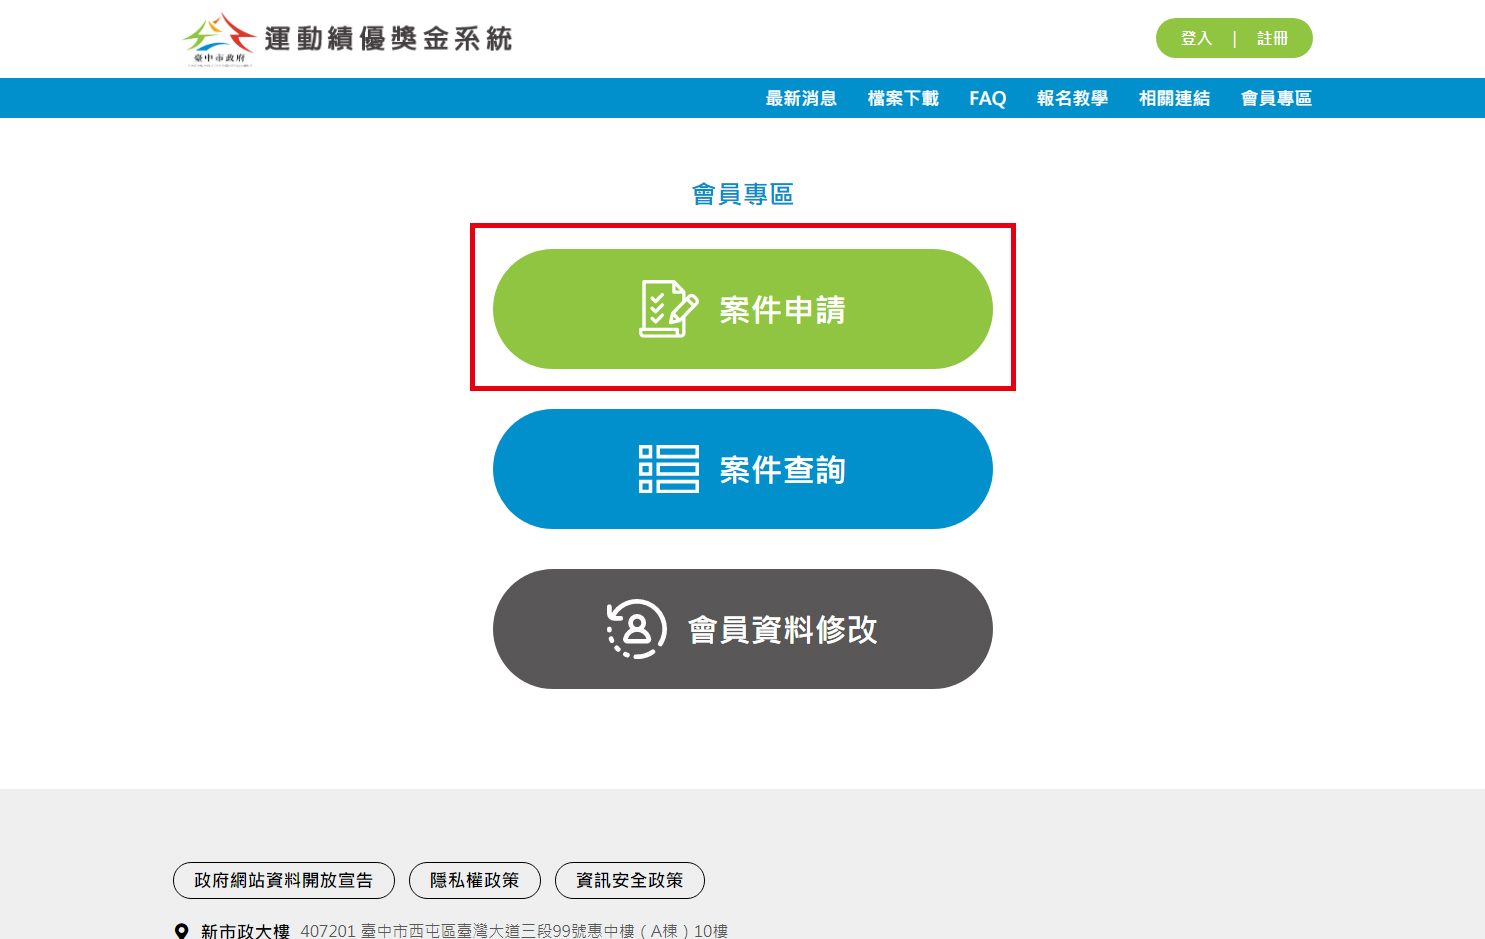 臺中市政府
運動績優獎金系統
登入 | 註冊
最新消息 檔案下載 FAQ 報名教學 相關連結 會員專區
會員專區
案件申請
案件查詢
會員資料修改
政府網站資料開放宣告 隱私權政策 資訊安全政策
新市政大樓 407201 臺中市西屯區臺灣大道三段99號惠中樓 ( A棟 ) 10樓